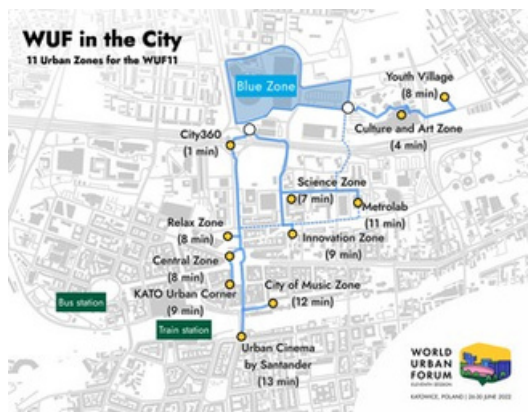 WUF in the City
11 Urban Zones for the WUF11
Blue Zone
Youth Village
(8 min)
Culture and Art Zone
(4 min)
City360
(1 min)
Science Zone
(7 min)
Metrolab
(11 min)
Relax Zone
(8 min)
Innovation Zone
(9 min)
Central Zone
(8 min)
KATO Urban Corner
(9 min)
City of Music Zone
(12 min)
Bus station
Train station
Urban Cinema
by Santander
(13 min)
WORLD
URBAN
FORUM
ELEVENTH SESSION
KATOWICE, POLAND | 26-30 JUNE 2022